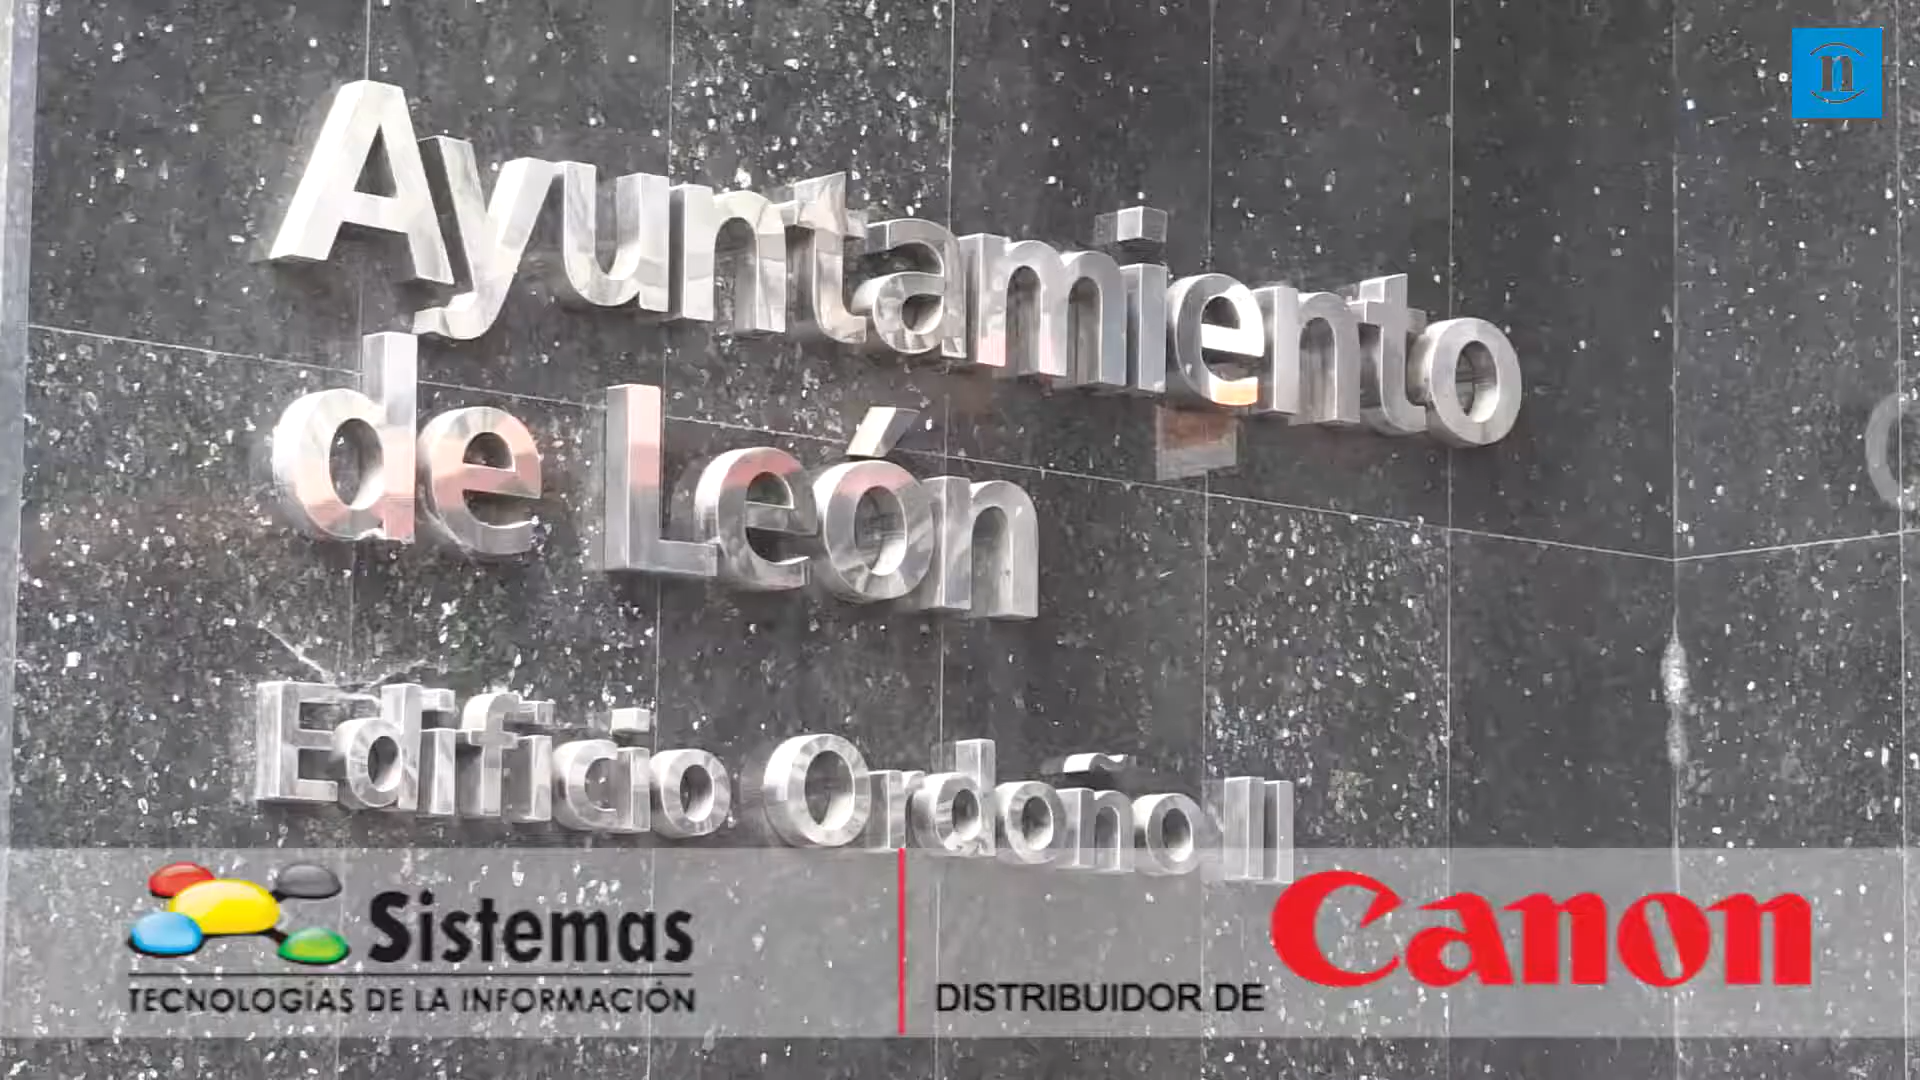 n
Ayuntamiento
de León
Edificio Ordoño II
Sistemas
TECNOLOGÍAS DE LA INFORMACIÓN
DISTRIBUIDOR DE
Canon